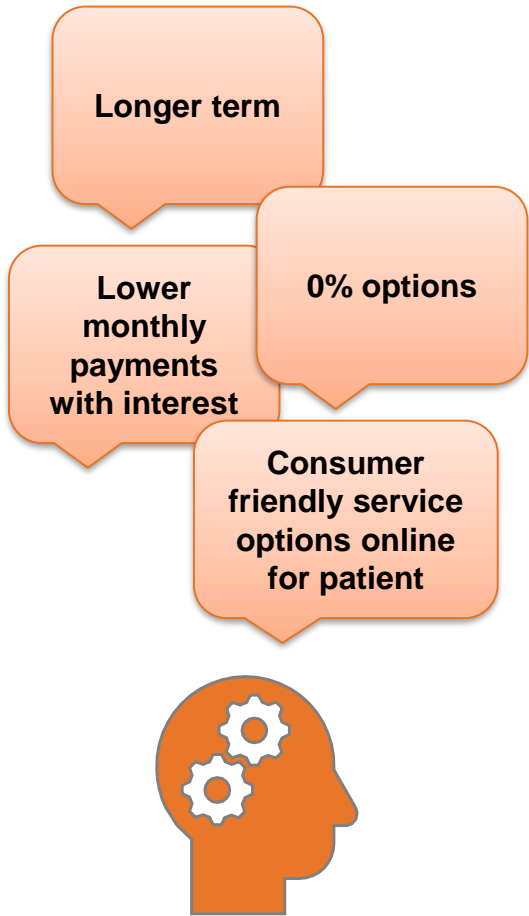 Longer term
0% options
Lower
monthly
payments
with interest
Consumer
friendly service
options online
for patient